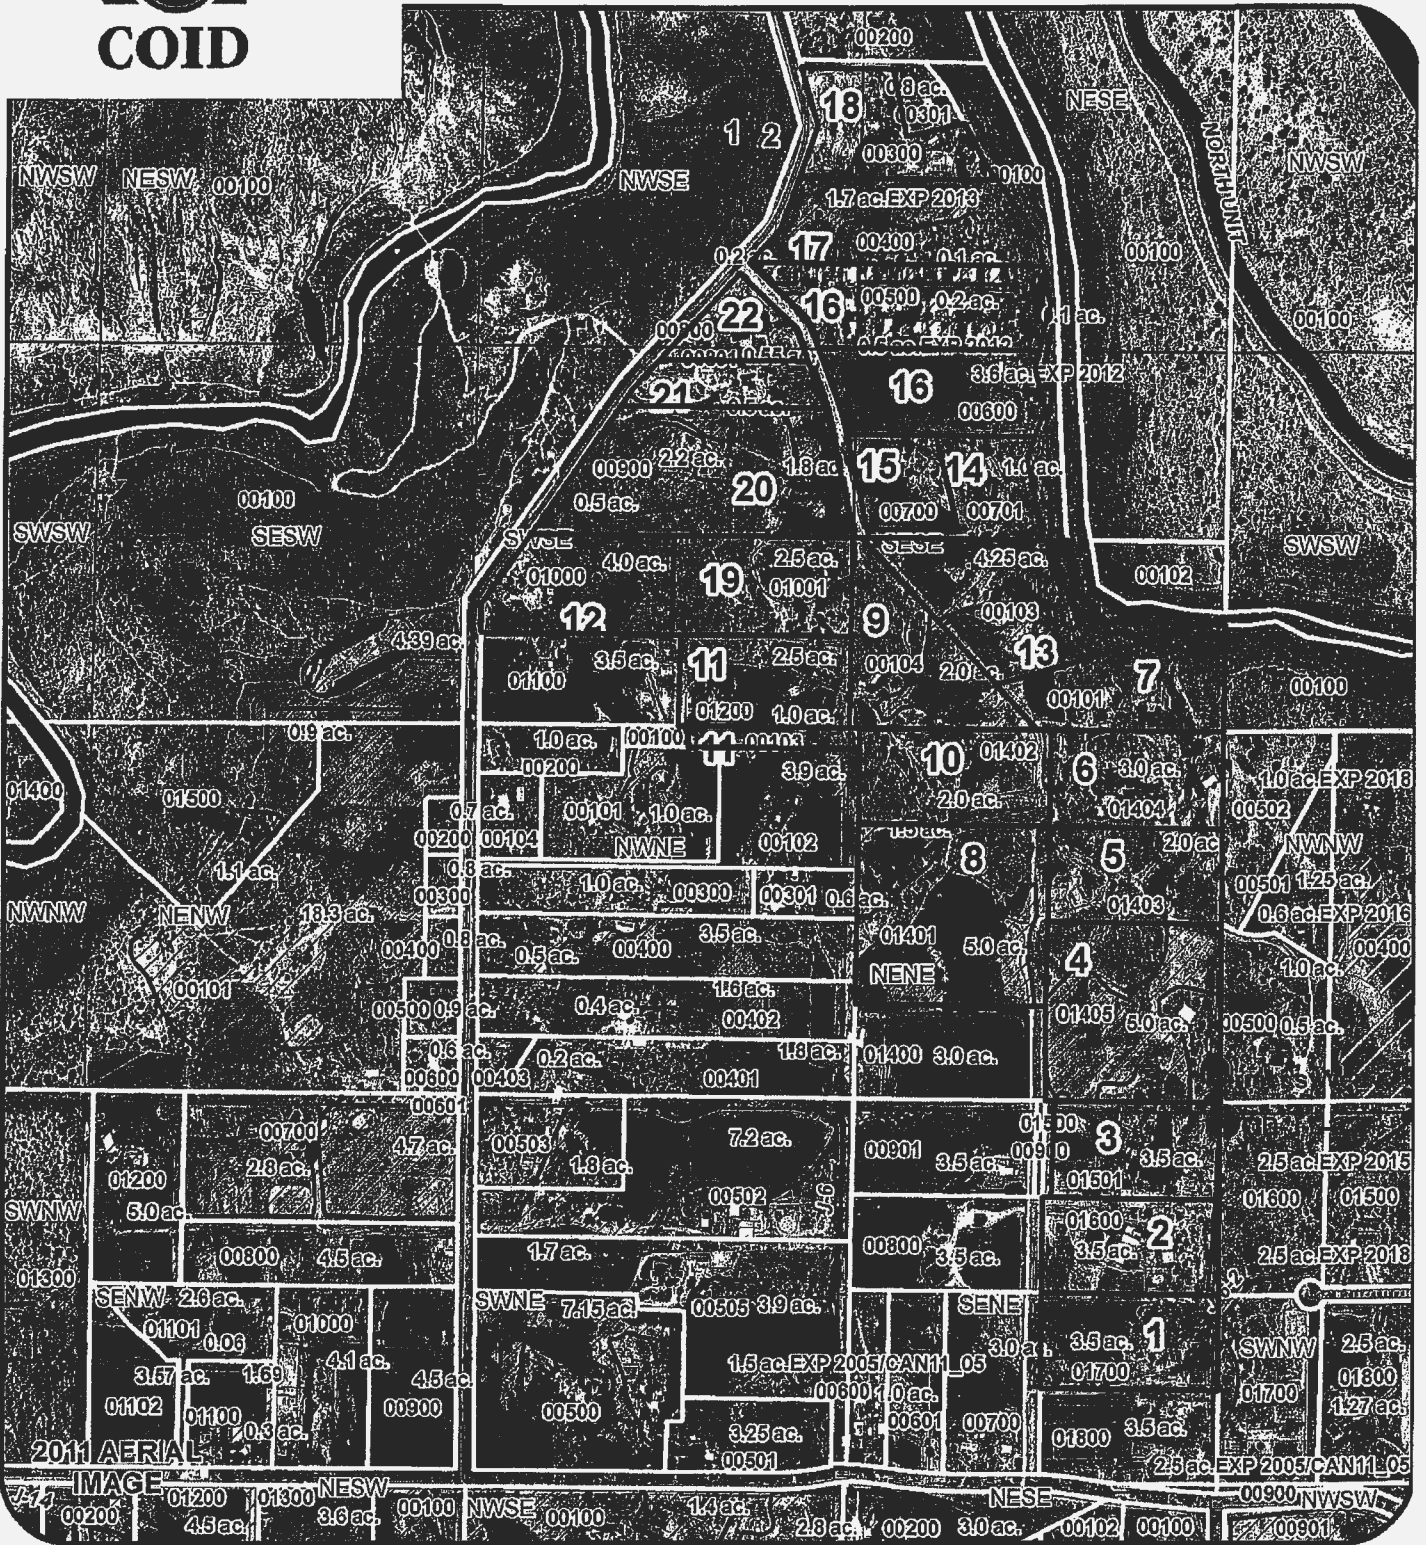 COID
00200
18
0.8 ac.
00301
NESE
1 2
00300
NORTH UNIT
NWSW
NWSW NESW 00100
NWSE
0100
1.7 ac.EXP 2013
17
00400
0.1 ac.
00100
22
16
00500
0.2 ac.
00100
00800
21
16
3.6 ac. EXP 2012
00600
00900
2.2 ac.
1.8 ac
15
14
1.0 ac.
20
00100
0.5 ac.
00700
00701
SWSW
SESW
SWSE
SESE
SWSW
4.0 ac.
2.5 ac.
4.25 ac.
01000
19
01001
00102
12
9
00103
4.39 ac.
3.5 ac.
11
2.5 ac.
00104
2.0
13
7
01100
00101
00100
01200
1.0 ac.
0.9 ac.
1.0 ac.
00100
11
00103
10
01402
6
3.0 ac.
1.0 ac.EXP 2018
00200
3.9 ac.
01400
01500
2.0 ac.
01404
00502
0.7 ac.
00101
1.0 ac.
00200
00104
NWNE
00102
8
5
2.0 ac.
NWNW
1.1 ac.
0.8 ac.
1.0 ac.
00300
00301
0.6 ac.
00501
1.25 ac.
00300
01403
NWNW
NENW
18.3 ac.
0.6 ac.EXP 2016
3.5 ac.
01401
5.0 ac.
00400
0.8 ac.
0.5 ac.
00400
4
00400
NENE
1.0 ac.
00101
1.6 ac.
00500 0.9 ac.
0.4 ac
00402
01405
5.0 ac.
00500 0.5 ac.
0.6 ac.
0.2 ac.
1.8 ac.
01400
3.0 ac.
00600
00403
00401
00601
00700
4.7 ac.
00503
7.2 ac.
00901
01500
3
2.8 ac.
1.8 ac.
3.5 ac.
3.5 ac.
2.5 ac.EXP 2015
01200
01501
5.0 ac.
00502
J-6
01600
01500
SWNW
01600
2
00800
4.5 ac.
1.7 ac.
00800
3.5 ac.
3.5 ac.
2.5 ac.EXP 2018
01300
SENW
2.6 ac.
SWNE
7.15 ac.
00505
3.9 ac.
SENE
01101
0.06
01000
3.0 a
3.5 ac.
1
SWNW
2.5 ac.
3.67 ac.
1.69
4.1 ac.
4.5 ac.
1.5 ac.EXP 2005/CAN11_05
01700
01800
01102
01100
00900
00500
00600
1.0 ac.
01700
1.27 ac.
0.3 ac.
3.25 ac.
00601
00700
01800
3.5 ac.
2011 AERIAL
IMAGE
00501
2.5 ac.EXP 2005/CAN11_05
J-14
01200
01300
NESW
00100
NWSE
1.4 ac.
NESE
00900
NWSW
00200
4.5 ac.
3.6 ac.
00100
2.8 ac.
00200
3.0 ac.
00102
00100
00901